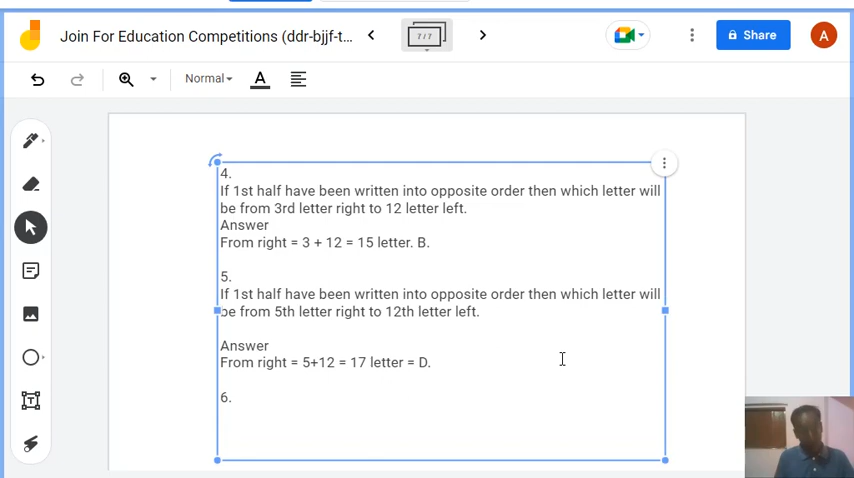 Join For Education Competitions (ddr-bjjf-t...
7 / 7
Share
A
Normal
A
4.
If 1st half have been written into opposite order then which letter will
be from 3rd letter right to 12 letter left.
Answer
From right = 3 + 12 = 15 letter. B.
5.
If 1st half have been written into opposite order then which letter will
be from 5th letter right to 12th letter left.
Answer
From right = 5+12 = 17 letter = D.
6.